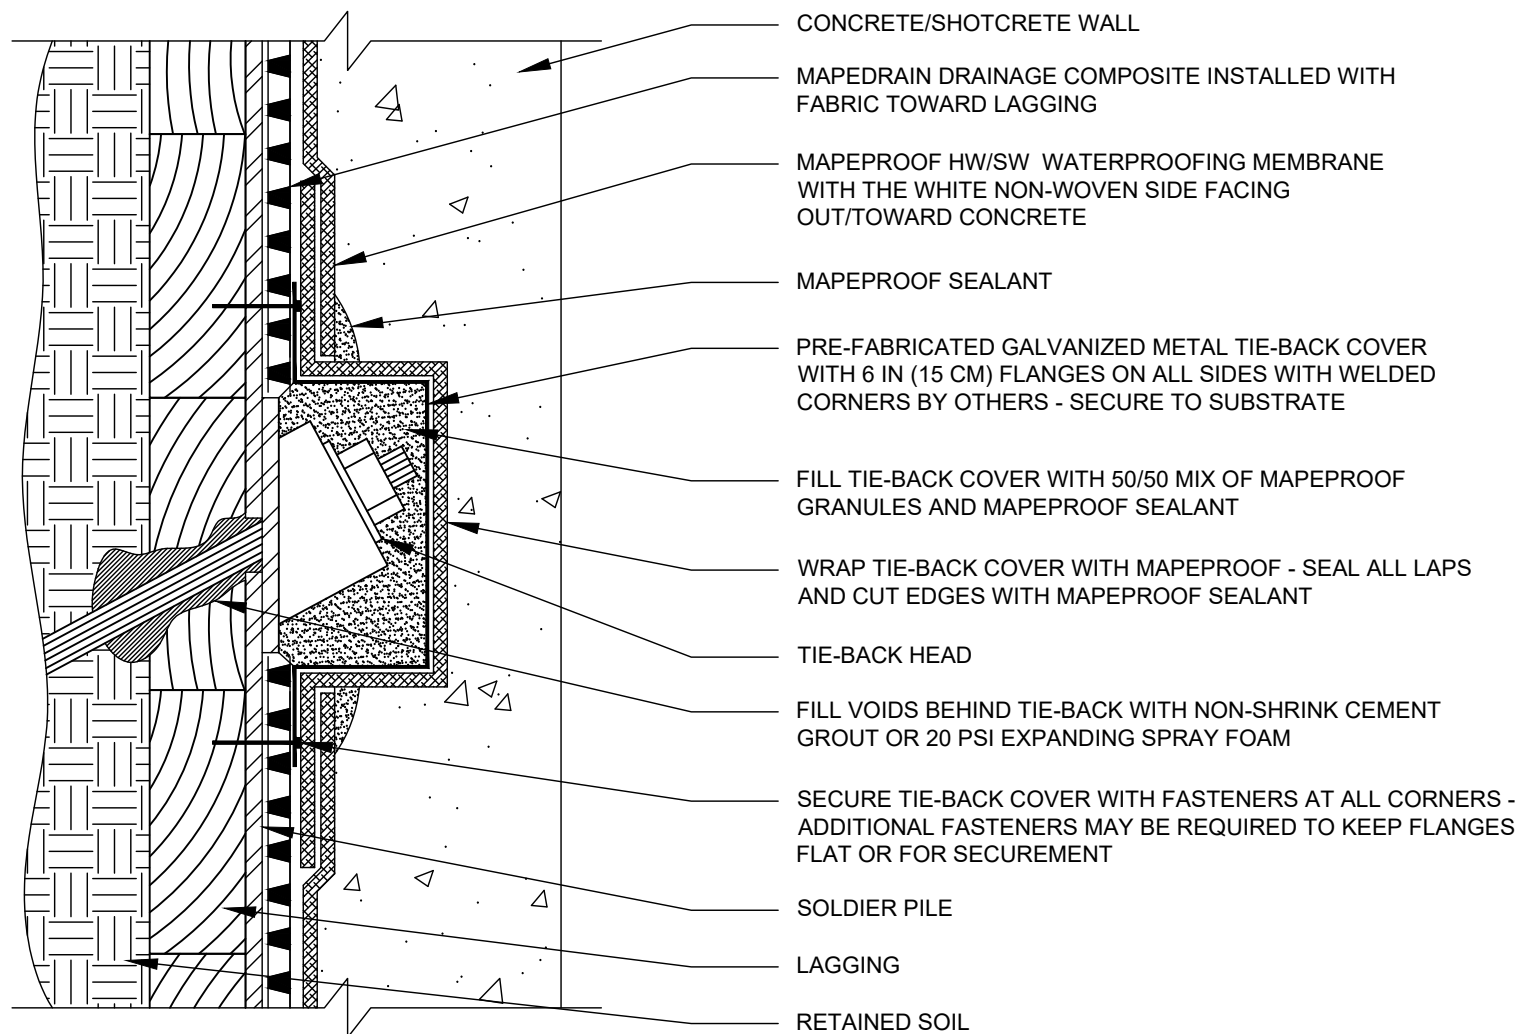 CONCRETE/SHOTCRETE WALL
MAPEDRAIN DRAINAGE COMPOSITE INSTALLED WITH
FABRIC TOWARD LAGGING
MAPEPROOF HW/SW WATERPROOFING MEMBRANE
WITH THE WHITE NON-WOVEN SIDE FACING
OUT/TOWARD CONCRETE
MAPEPROOF SEALANT
PRE-FABRICATED GALVANIZED METAL TIE-BACK COVER
WITH 6 IN (15 CM) FLANGES ON ALL SIDES WITH WELDED
CORNERS BY OTHERS - SECURE TO SUBSTRATE
FILL TIE-BACK COVER WITH 50/50 MIX OF MAPEPROOF
GRANULES AND MAPEPROOF SEALANT
WRAP TIE-BACK COVER WITH MAPEPROOF - SEAL ALL LAPS
AND CUT EDGES WITH MAPEPROOF SEALANT
TIE-BACK HEAD
FILL VOIDS BEHIND TIE-BACK WITH NON-SHRINK CEMENT
GROUT OR 20 PSI EXPANDING SPRAY FOAM
SECURE TIE-BACK COVER WITH FASTENERS AT ALL CORNERS -
ADDITIONAL FASTENERS MAY BE REQUIRED TO KEEP FLANGES
FLAT OR FOR SECUREMENT
SOLDIER PILE
LAGGING
RETAINED SOIL